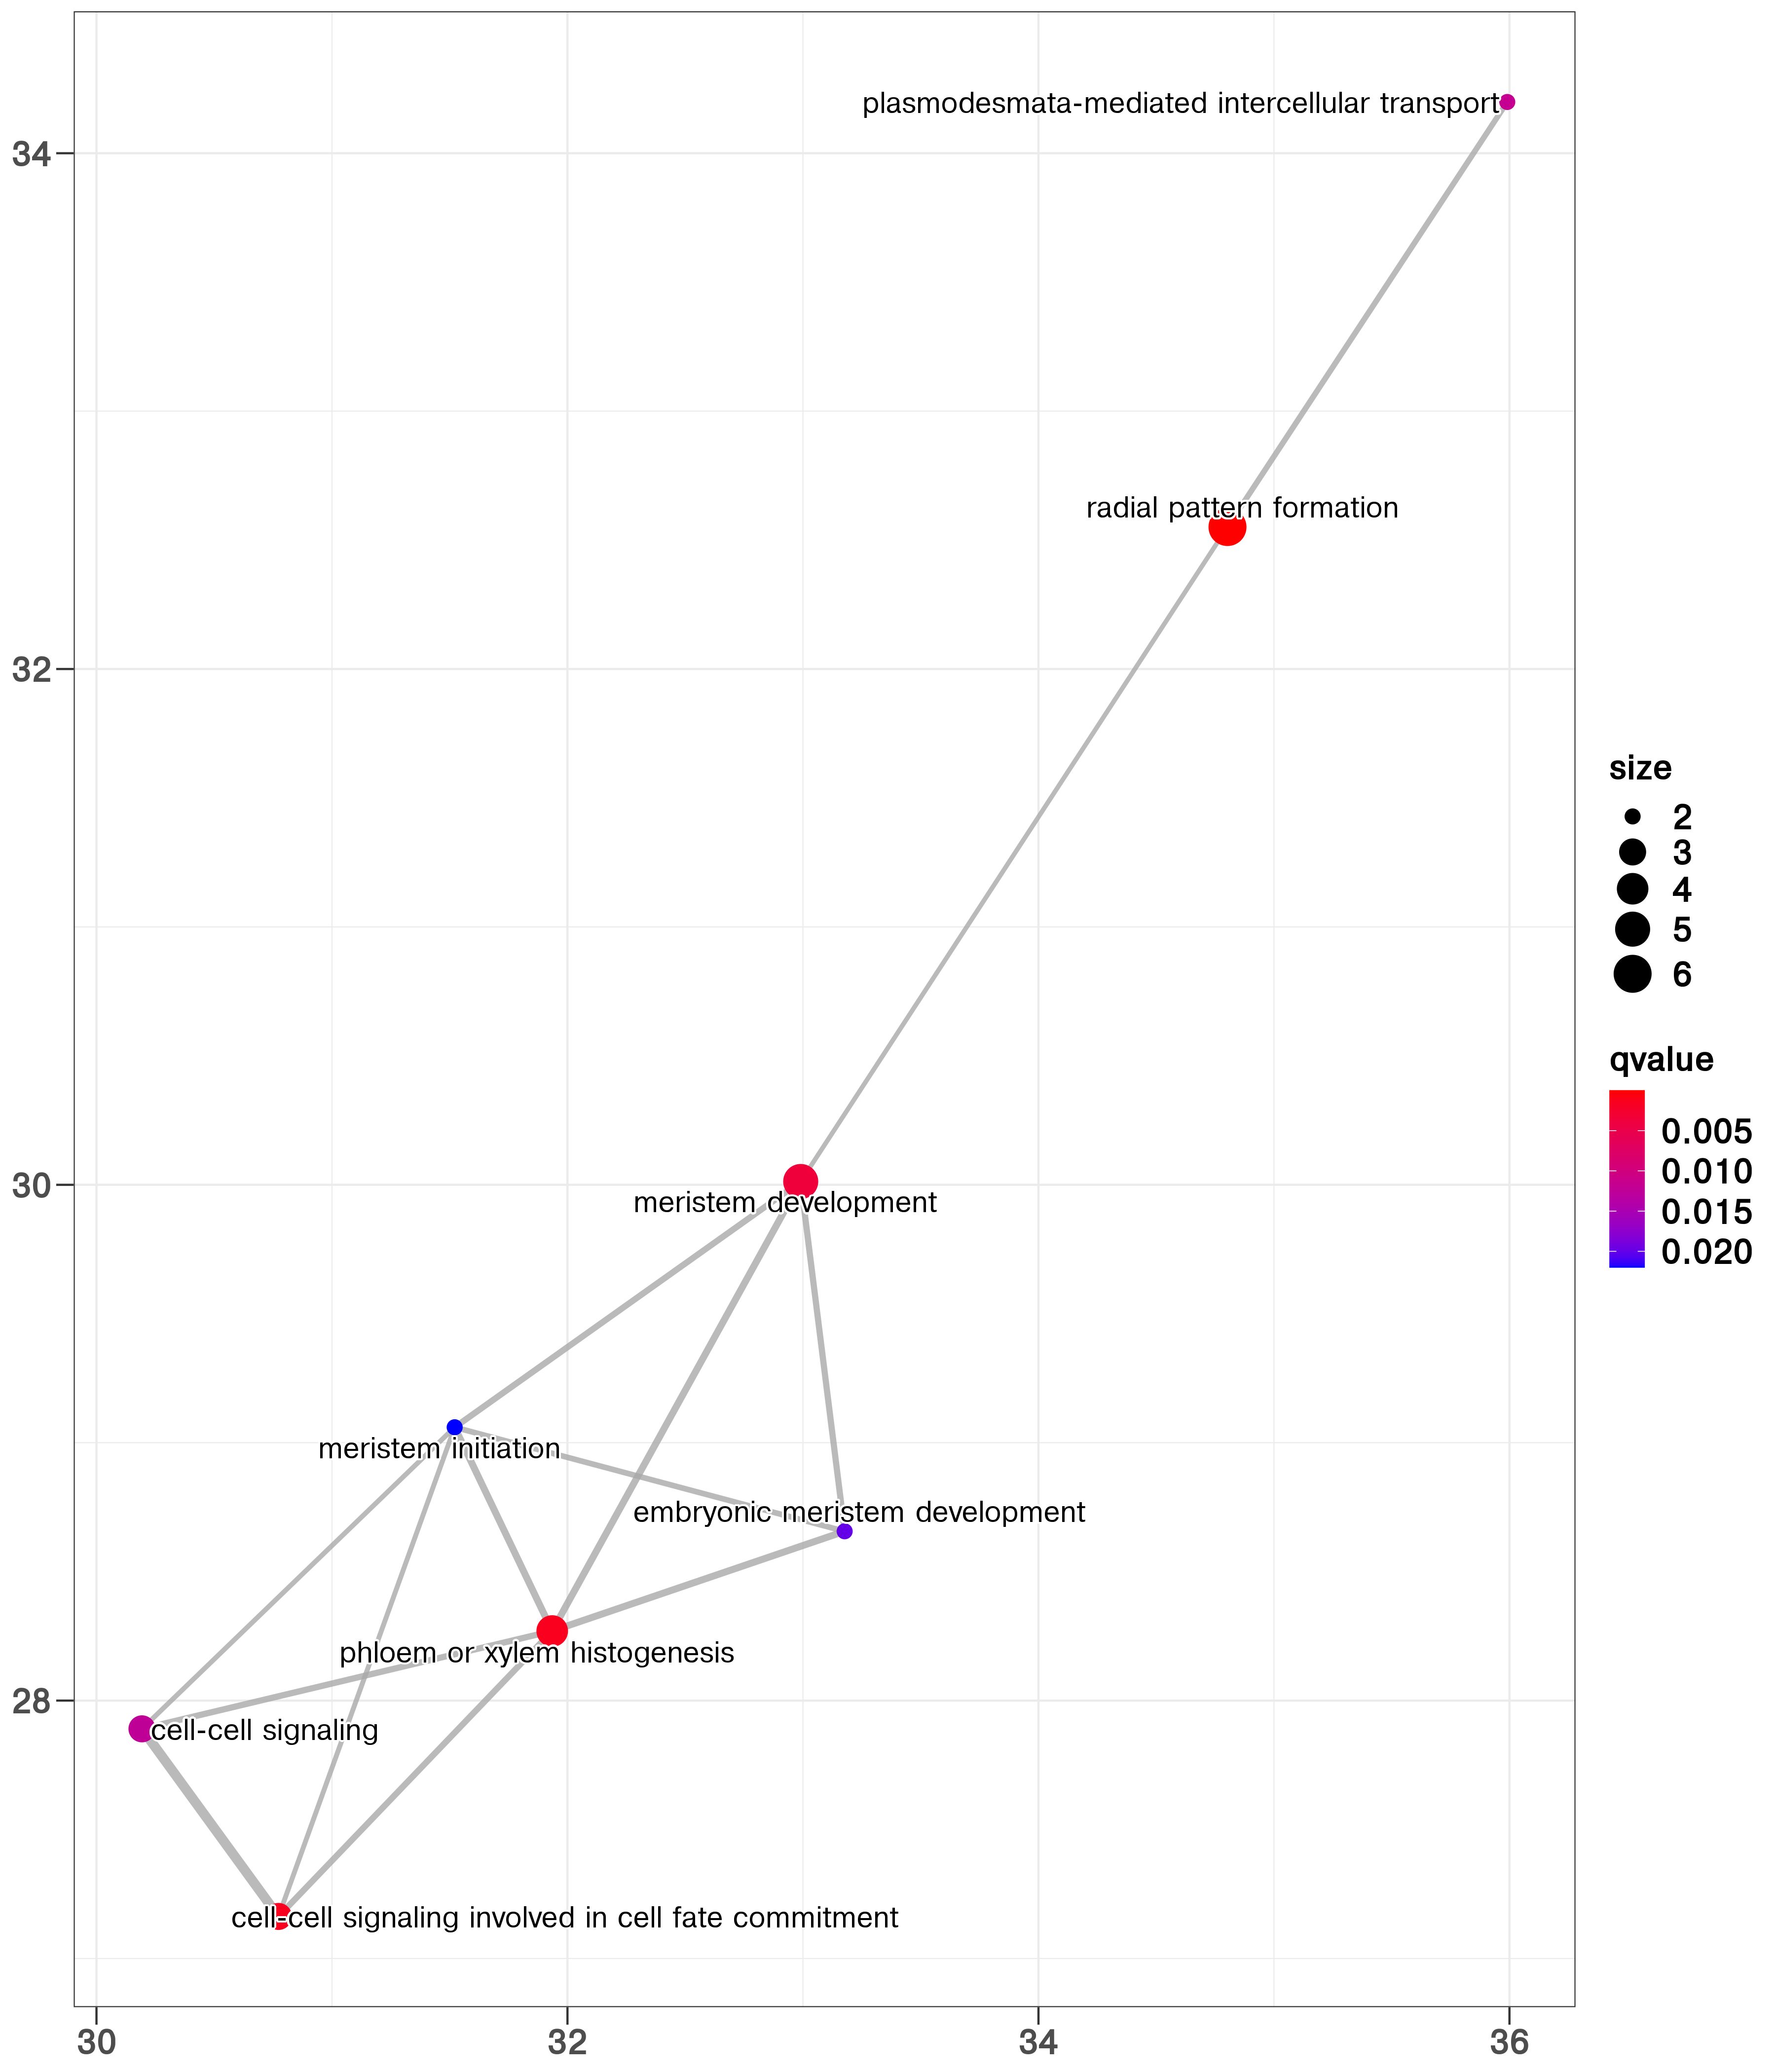 plasmodesmata-mediated intercellular transport
34
radial pattern formation
32
size
2
3
4
5
6
qvalue
0.005
0.010
0.015
0.020
30
meristem development
meristem initiation
embryonic meristem development
phloem or xylem histogenesis
28
cell-cell signaling
cell-cell signaling involved in cell fate commitment
30 32 34 36